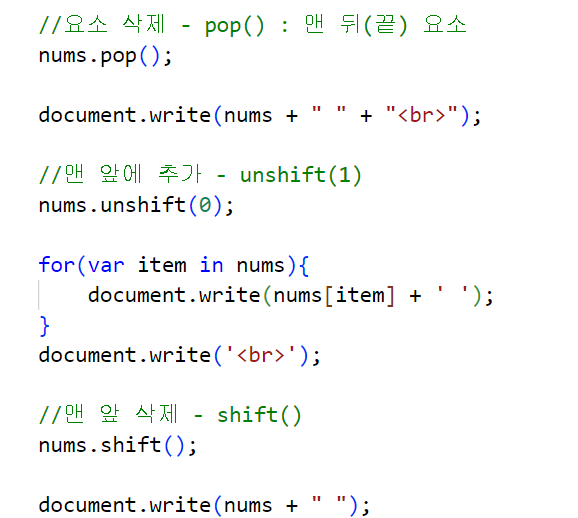 //요소 삭제 - pop() : 맨 뒤(끝) 요소
nums.pop();
document.write(nums + " " + "<br>");
//맨 앞에 추가 - unshift(1)
nums.unshift(0);
for(var item in nums){
    document.write(nums[item] + ' ');
}
document.write('<br>');
//맨 앞 삭제 - shift()
nums.shift();
document.write(nums + " ");